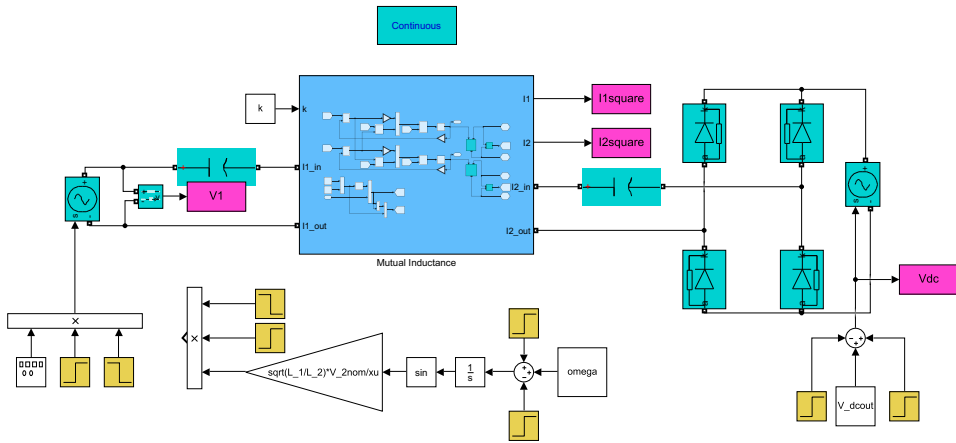 Continuous
k
k
I1
I1square
I2
I2square
I1_in
I2_in
V1
I1_out
I2_out
Mutual Inductance
+
-
s
+
-
s
Vdc
×
×
sqrt(L_1/L_2)*V_2nom/xu
sin
1
s
omega
V_dcout